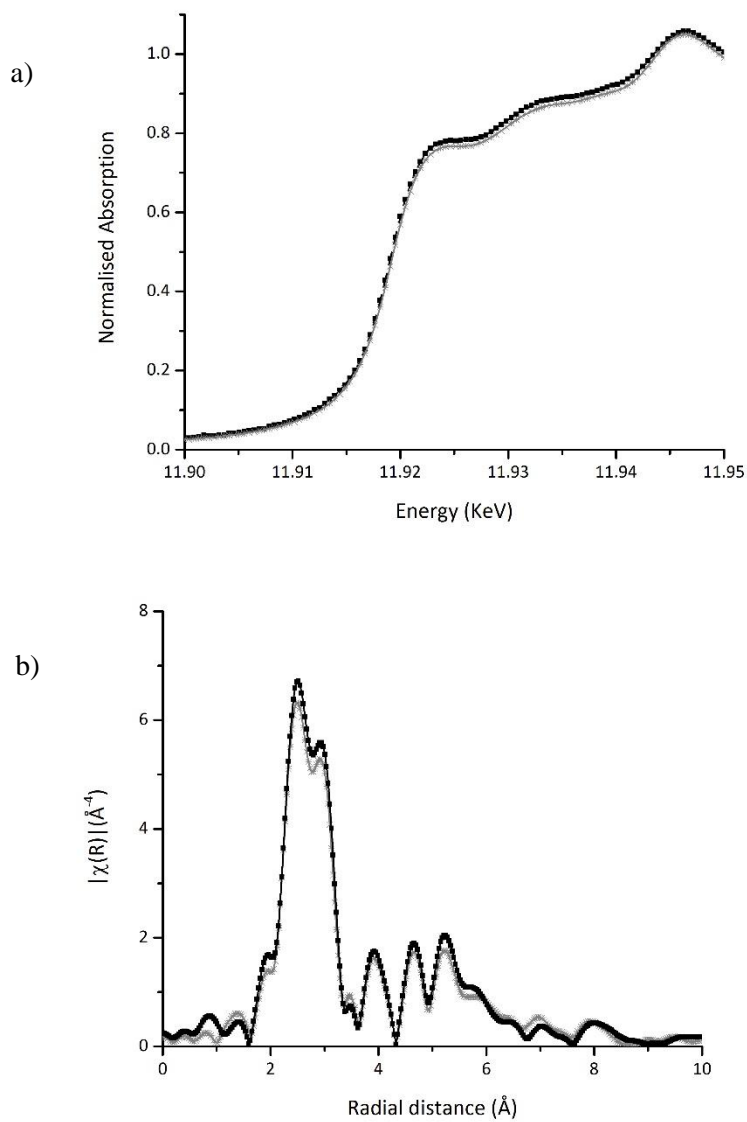 a)
1.0
0.8
0.6
0.4
0.2
0.0
Normalised Absorption
11.90 11.91 11.92 11.93 11.94 11.95
Energy (KeV)
b)
8
6
4
2
0
|χ(R)|(Å⁻⁴)
0 2 4 6 8 10
Radial distance (Å)